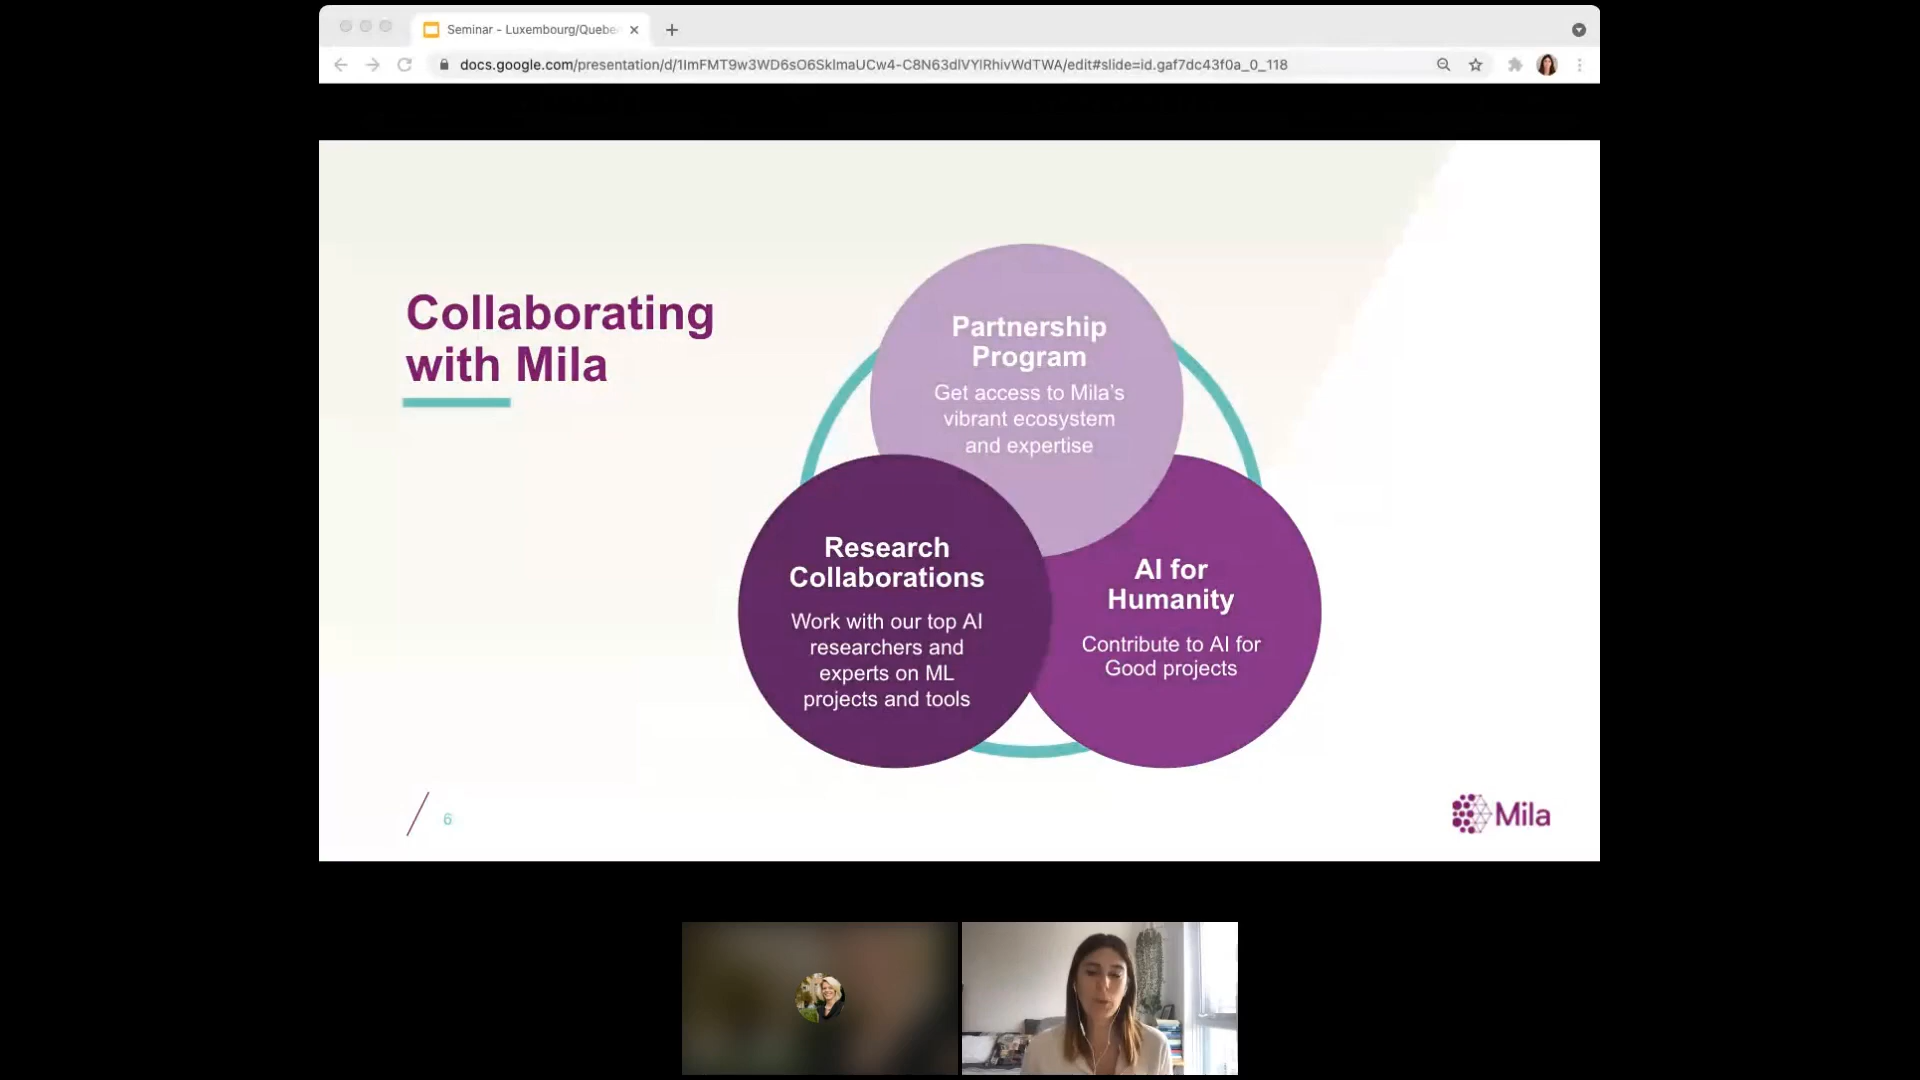 Seminar - Luxembourg/Quebe
docs.google.com/presentation/d/1ImFMT9w3WD6sO6SklmaUCw4-C8N63dlVYlRhivWdTWA/edit#slide=id.gaf7dc43f0a_0_118
Collaborating
with Mila
Partnership
Program
Get access to Mila's
vibrant ecosystem
and expertise
Research
Collaborations
Work with our top AI
researchers and
experts on ML
projects and tools
AI for
Humanity
Contribute to AI for
Good projects
6
Mila